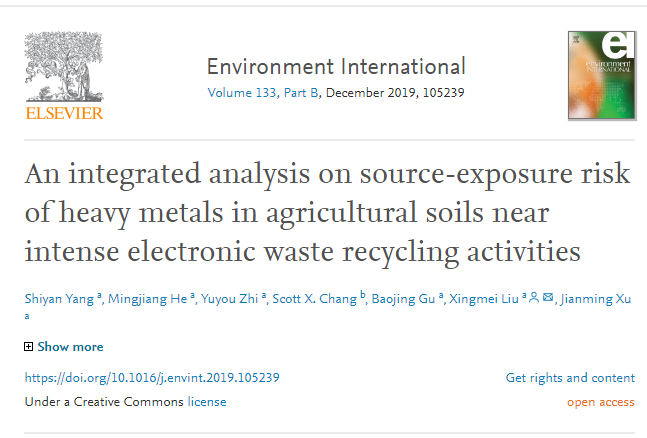 ELSEVIER
Environment International
Volume 133, Part B, December 2019, 105239
ei
environment
INTERNATIONAL
An integrated analysis on source-exposure risk
of heavy metals in agricultural soils near
intense electronic waste recycling activities
Shiyan Yang a, Mingjiang He a, Yuyou Zhi a, Scott X. Chang b, Baojing Gu a, Xingmei Liu a, Jianming Xu
a
Show more
https://doi.org/10.1016/j.envint.2019.105239
Get rights and content
Under a Creative Commons license
open access